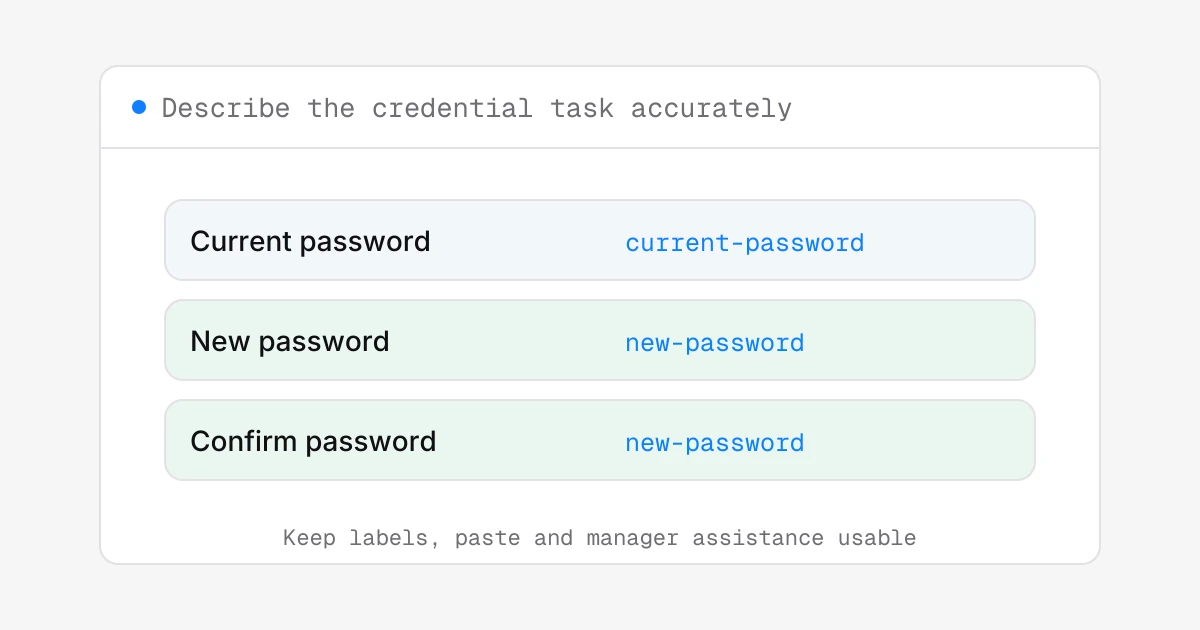 Describe the credential task accurately
Current password current-password
New password new-password
Confirm password new-password
Keep labels, paste and manager assistance usable